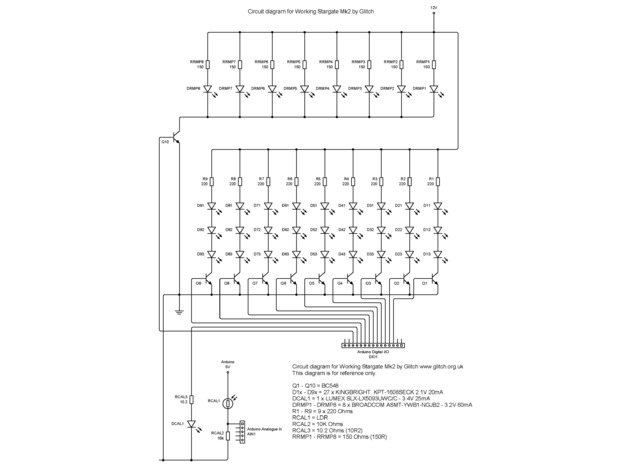 Circuit diagram for Working Stargate Mk2 by Glitch
12V
RRMP8 150
RRMP7 150
RRMP6 150
RRMP5 150
RRMP4 150
RRMP3 150
RRMP2 150
RRMP1 150
DRMP8
DRMP7
DRMP6
DRMP5
DRMP4
DRMP3
DRMP2
DRMP1
Q10
R9 220
R8 220
R7 220
R6 220
R5 220
R4 220
R3 220
R2 220
R1 220
D91
D81
D71
D61
D51
D41
D31
D21
D11
D92
D82
D72
D62
D52
D42
D32
D22
D12
D93
D83
D73
D63
D53
D43
D33
D23
D13
Q9
Q8
Q7
Q6
Q5
Q4
Q3
Q2
Q1
Arduino Digital I/O
DIO1
Arduino
5V
RCAL3
10.2
RCAL1
DCAL1
RCAL2
10k
Arduino Analogue In
AIN1
Circuit diagram for Working Stargate Mk2 by Glitch www.glitch.org.uk
This diagram is for reference only
Q1 - Q10 = BC548
D1x - D9x = 27 x KINGBRIGHT KPT-1608SECK 2.1V 20mA
DCAL1 = 1 x LUMEX SLX-LX5093UWC/C - 3.4V 25mA
DRMP1 - DRMP8 = 8 x BROADCOM ASMT-YWB1-NGJB2 - 3.2V 60mA
R1 - R9 = 9 x 220 Ohms
RCAL1 = LDR
RCAL2 = 10K Ohms
RCAL3 = 10.2 Ohms (10R2)
RRMP1 - RRMP8 = 150 Ohms (150R)